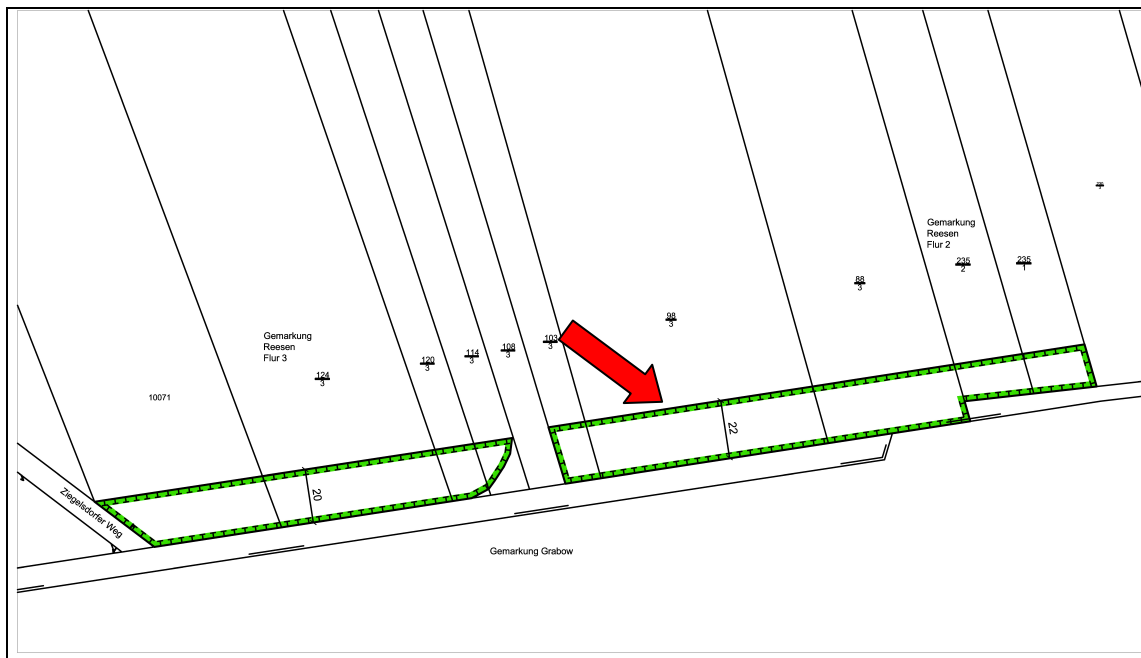 Gemarkung
Reesen
Flur 2
235
2
235
1
88
3
98
3
103
3
108
3
114
3
120
3
Gemarkung
Reesen
Flur 3
124
3
10071
22
20
Ziegelsdorfer Weg
Gemarkung Grabow